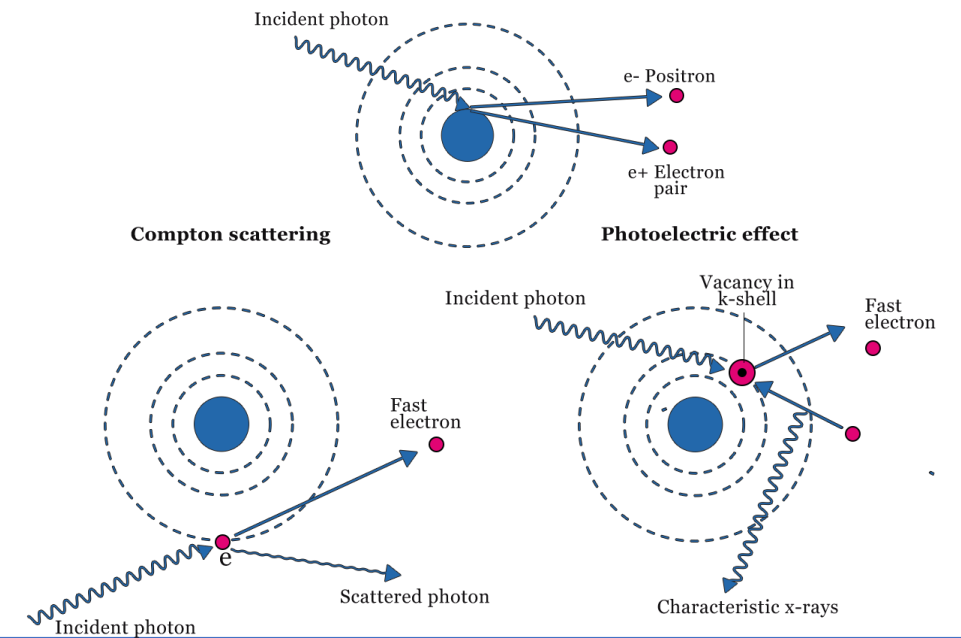 Incident photon
e- Positron
e+ Electron
pair
Compton scattering
Photoelectric effect
Vacancy in
k-shell
Incident photon
Fast
electron
Fast
electron
e
Scattered photon
Characteristic x-rays
Incident photon